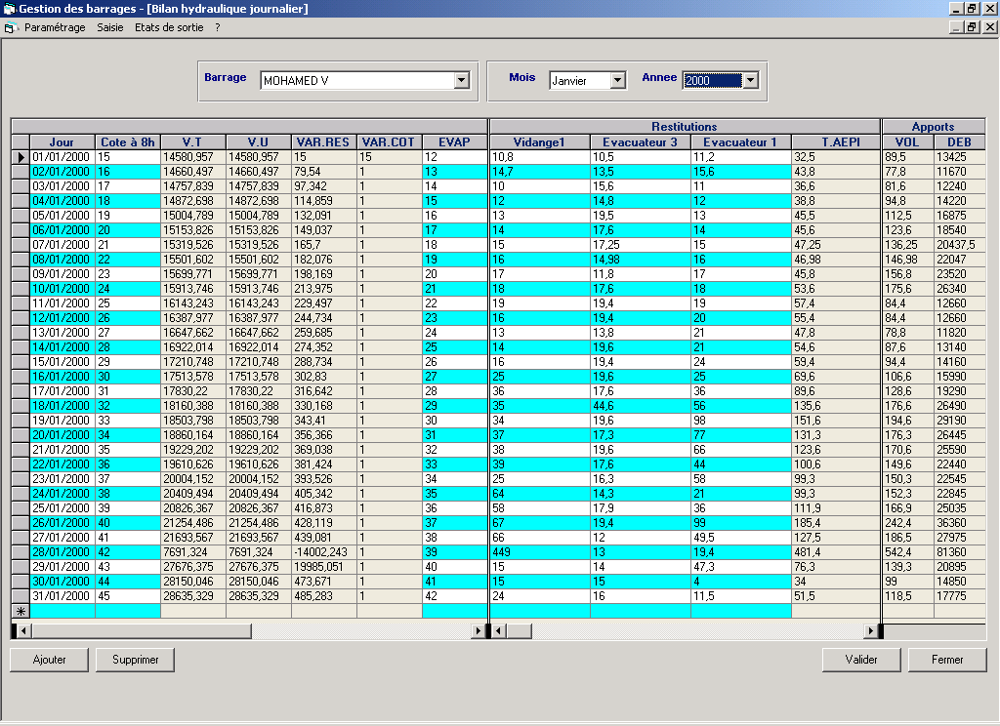 Gestion des barrages - [Bilan hydraulique journalier]
Paramétrage Saisie Etats de sortie ?
Barrage MOHAMED V Mois Janvier Annee 2000
Restitutions Apports
Jour Cote à 8h V.T V.U VAR.RES VAR.COT EVAP Vidange1 Evacuateur 3 Evacuateur 1 T.AEPI VOL DEB
01/01/2000 15 14580,957 14580,957 15 15 12 10,8 10,5 11,2 32,5 89,5 13425
02/01/2000 16 14660,497 14660,497 79,54 1 13 14,7 13,5 15,6 43,8 77,8 11670
03/01/2000 17 14757,839 14757,839 97,342 1 14 10 15,6 11 36,6 81,6 12240
04/01/2000 18 14872,698 14872,698 114,859 1 15 12 14,8 12 38,8 94,8 14220
05/01/2000 19 15004,789 15004,789 132,091 1 16 13 19,5 13 45,5 112,5 16875
06/01/2000 20 15153,826 15153,826 149,037 1 17 14 17,6 14 45,6 123,6 18540
07/01/2000 21 15319,526 15319,526 165,7 1 18 15 17,25 15 47,25 136,25 20437,5
08/01/2000 22 15501,602 15501,602 182,076 1 19 16 14,98 16 46,98 146,98 22047
09/01/2000 23 15699,771 15699,771 198,169 1 20 17 11,8 17 45,8 156,8 23520
10/01/2000 24 15913,746 15913,746 213,975 1 21 18 17,6 18 53,6 175,6 26340
11/01/2000 25 16143,243 16143,243 229,497 1 22 19 19,4 19 57,4 84,4 12660
12/01/2000 26 16387,977 16387,977 244,734 1 23 16 19,4 20 55,4 84,4 12660
13/01/2000 27 16647,662 16647,662 259,685 1 24 13 13,8 21 47,8 78,8 11820
14/01/2000 28 16922,014 16922,014 274,352 1 25 14 19,6 21 54,6 87,6 13140
15/01/2000 29 17210,748 17210,748 288,734 1 26 16 19,4 24 59,4 94,4 14160
16/01/2000 30 17513,578 17513,578 302,83 1 27 25 19,6 25 69,6 106,6 15990
17/01/2000 31 17830,22 17830,22 316,642 1 28 36 17,6 36 89,6 128,6 19290
18/01/2000 32 18160,388 18160,388 330,168 1 29 35 44,6 56 135,6 176,6 26490
19/01/2000 33 18503,798 18503,798 343,41 1 30 34 19,6 98 151,6 194,6 29190
20/01/2000 34 18860,164 18860,164 356,366 1 31 37 17,3 77 131,3 176,3 26445
21/01/2000 35 19229,202 19229,202 369,038 1 32 38 19,6 66 123,6 170,6 25590
22/01/2000 36 19610,626 19610,626 381,424 1 33 39 17,6 44 100,6 149,6 22440
23/01/2000 37 20004,152 20004,152 393,526 1 34 25 16,3 58 99,3 150,3 22545
24/01/2000 38 20409,494 20409,494 405,342 1 35 64 14,3 21 99,3 152,3 22845
25/01/2000 39 20826,367 20826,367 416,873 1 36 58 17,9 36 111,9 166,9 25035
26/01/2000 40 21254,486 21254,486 428,119 1 37 67 19,4 99 185,4 242,4 36360
27/01/2000 41 21693,567 21693,567 439,081 1 38 66 12 49,5 127,5 186,5 27975
28/01/2000 42 7691,324 7691,324 -14002,243 1 39 449 13 19,4 481,4 542,4 81360
29/01/2000 43 27676,375 27676,375 19985,051 1 40 15 14 47,3 76,3 139,3 20895
30/01/2000 44 28150,046 28150,046 473,671 1 41 15 15 4 34 99 14850
31/01/2000 45 28635,329 28635,329 485,283 1 42 24 16 11,5 51,5 118,5 17775
Ajouter Supprimer Valider Fermer